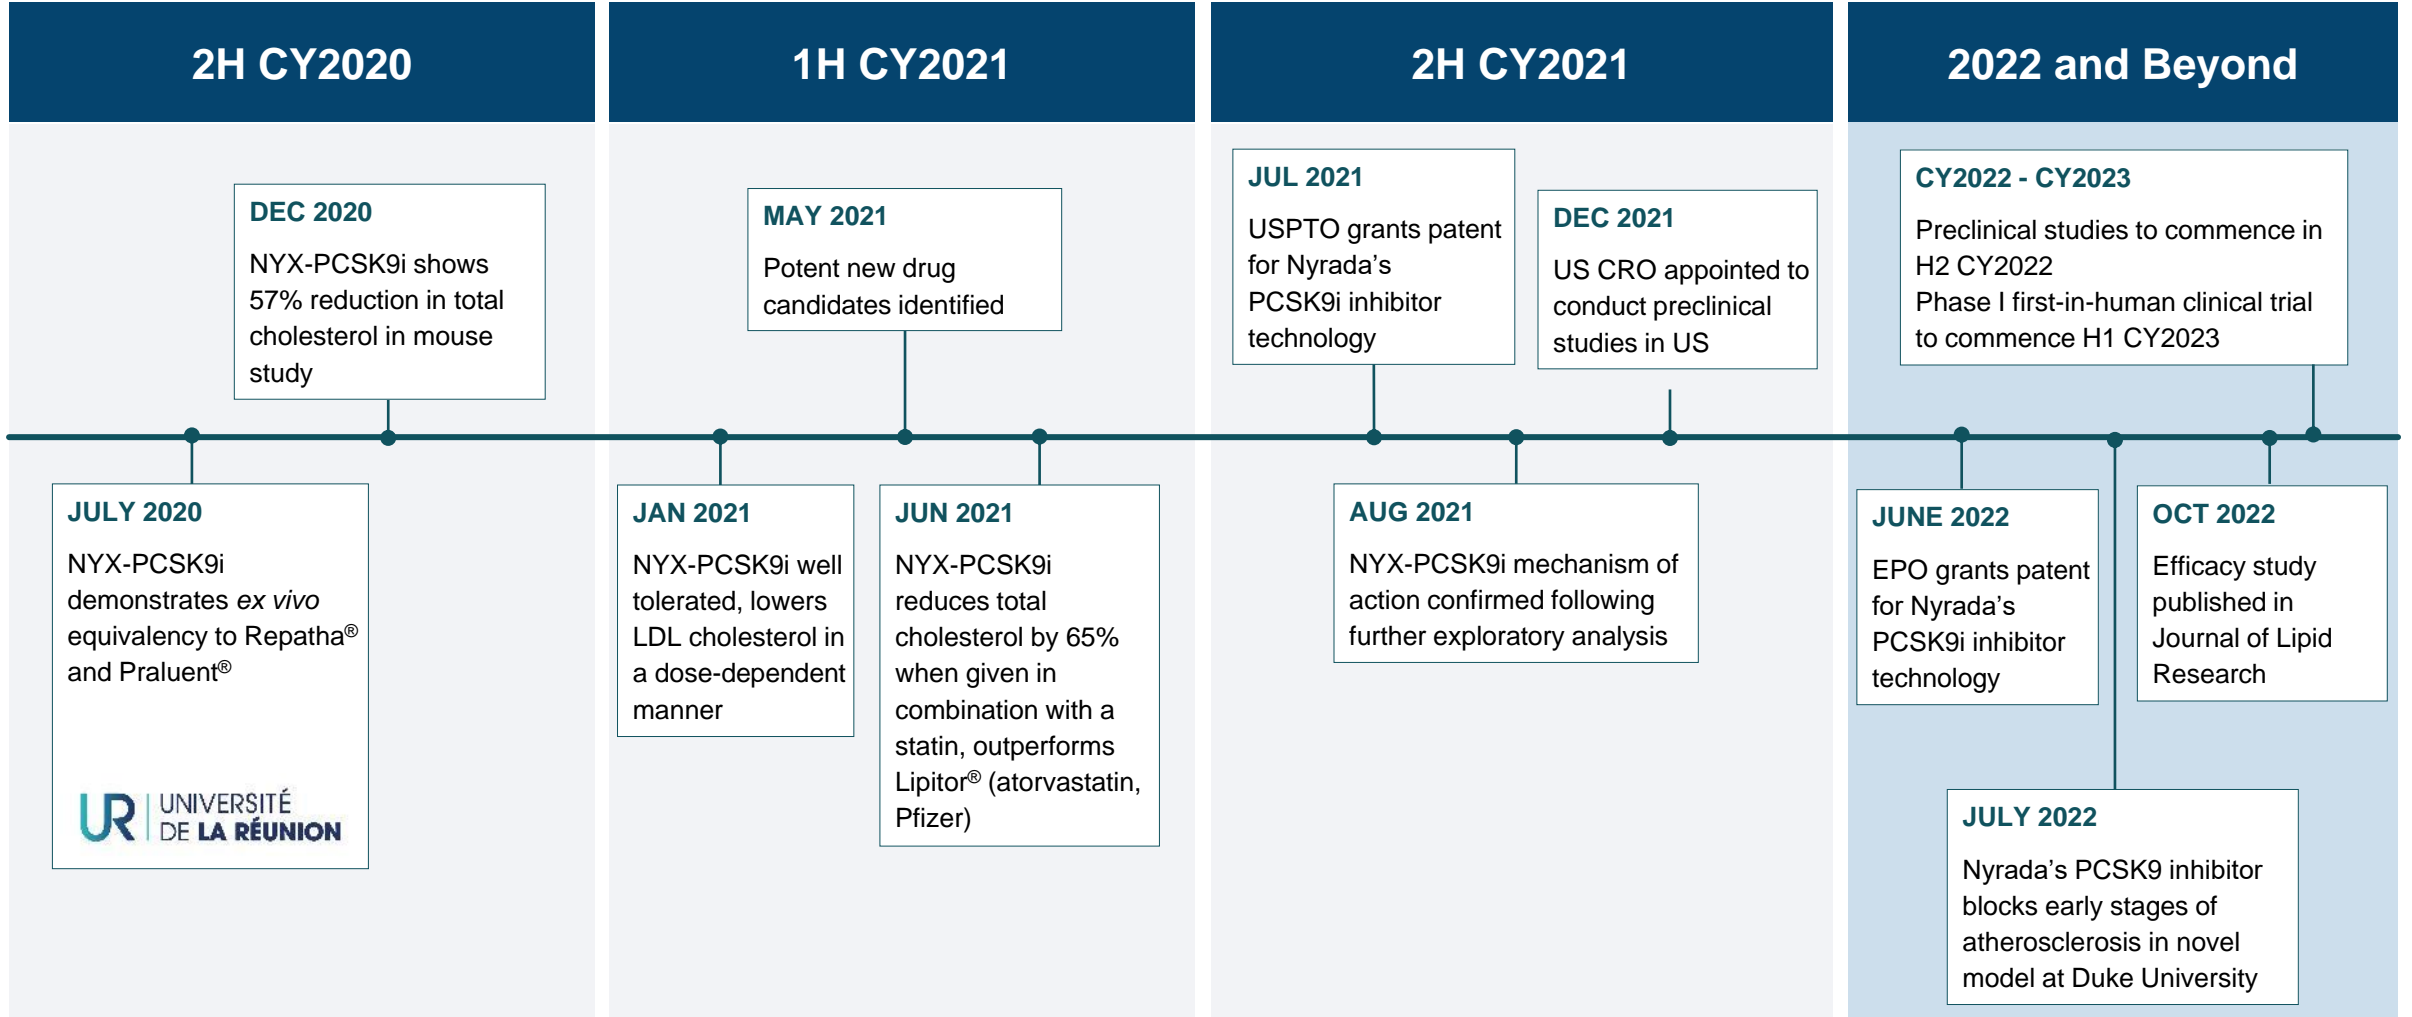 2H CY2020
DEC 2020
NYX-PCSK9i shows
57% reduction in total
cholesterol in mouse
study
JULY 2020
NYX-PCSK9i
demonstrates ex vivo
equivalency to Repatha®
and Praluent®
UR UNIVERSITÉ
DE LA RÉUNION
1H CY2021
MAY 2021
Potent new drug
candidates identified
JAN 2021
NYX-PCSK9i well
tolerated, lowers
LDL cholesterol in
a dose-dependent
manner
JUN 2021
NYX-PCSK9i
reduces total
cholesterol by 65%
when given in
combination with a
statin, outperforms
Lipitor® (atorvastatin,
Pfizer)
2H CY2021
JUL 2021
USPTO grants patent
for Nyrada’s
PCSK9i inhibitor
technology
DEC 2021
US CRO appointed to
conduct preclinical
studies in US
AUG 2021
NYX-PCSK9i mechanism of
action confirmed following
further exploratory analysis
2022 and Beyond
CY2022 - CY2023
Preclinical studies to commence in
H2 CY2022
Phase I first-in-human clinical trial
to commence H1 CY2023
JUNE 2022
EPO grants patent
for Nyrada’s
PCSK9i inhibitor
technology
OCT 2022
Efficacy study
published in
Journal of Lipid
Research
JULY 2022
Nyrada’s PCSK9 inhibitor
blocks early stages of
atherosclerosis in novel
model at Duke University